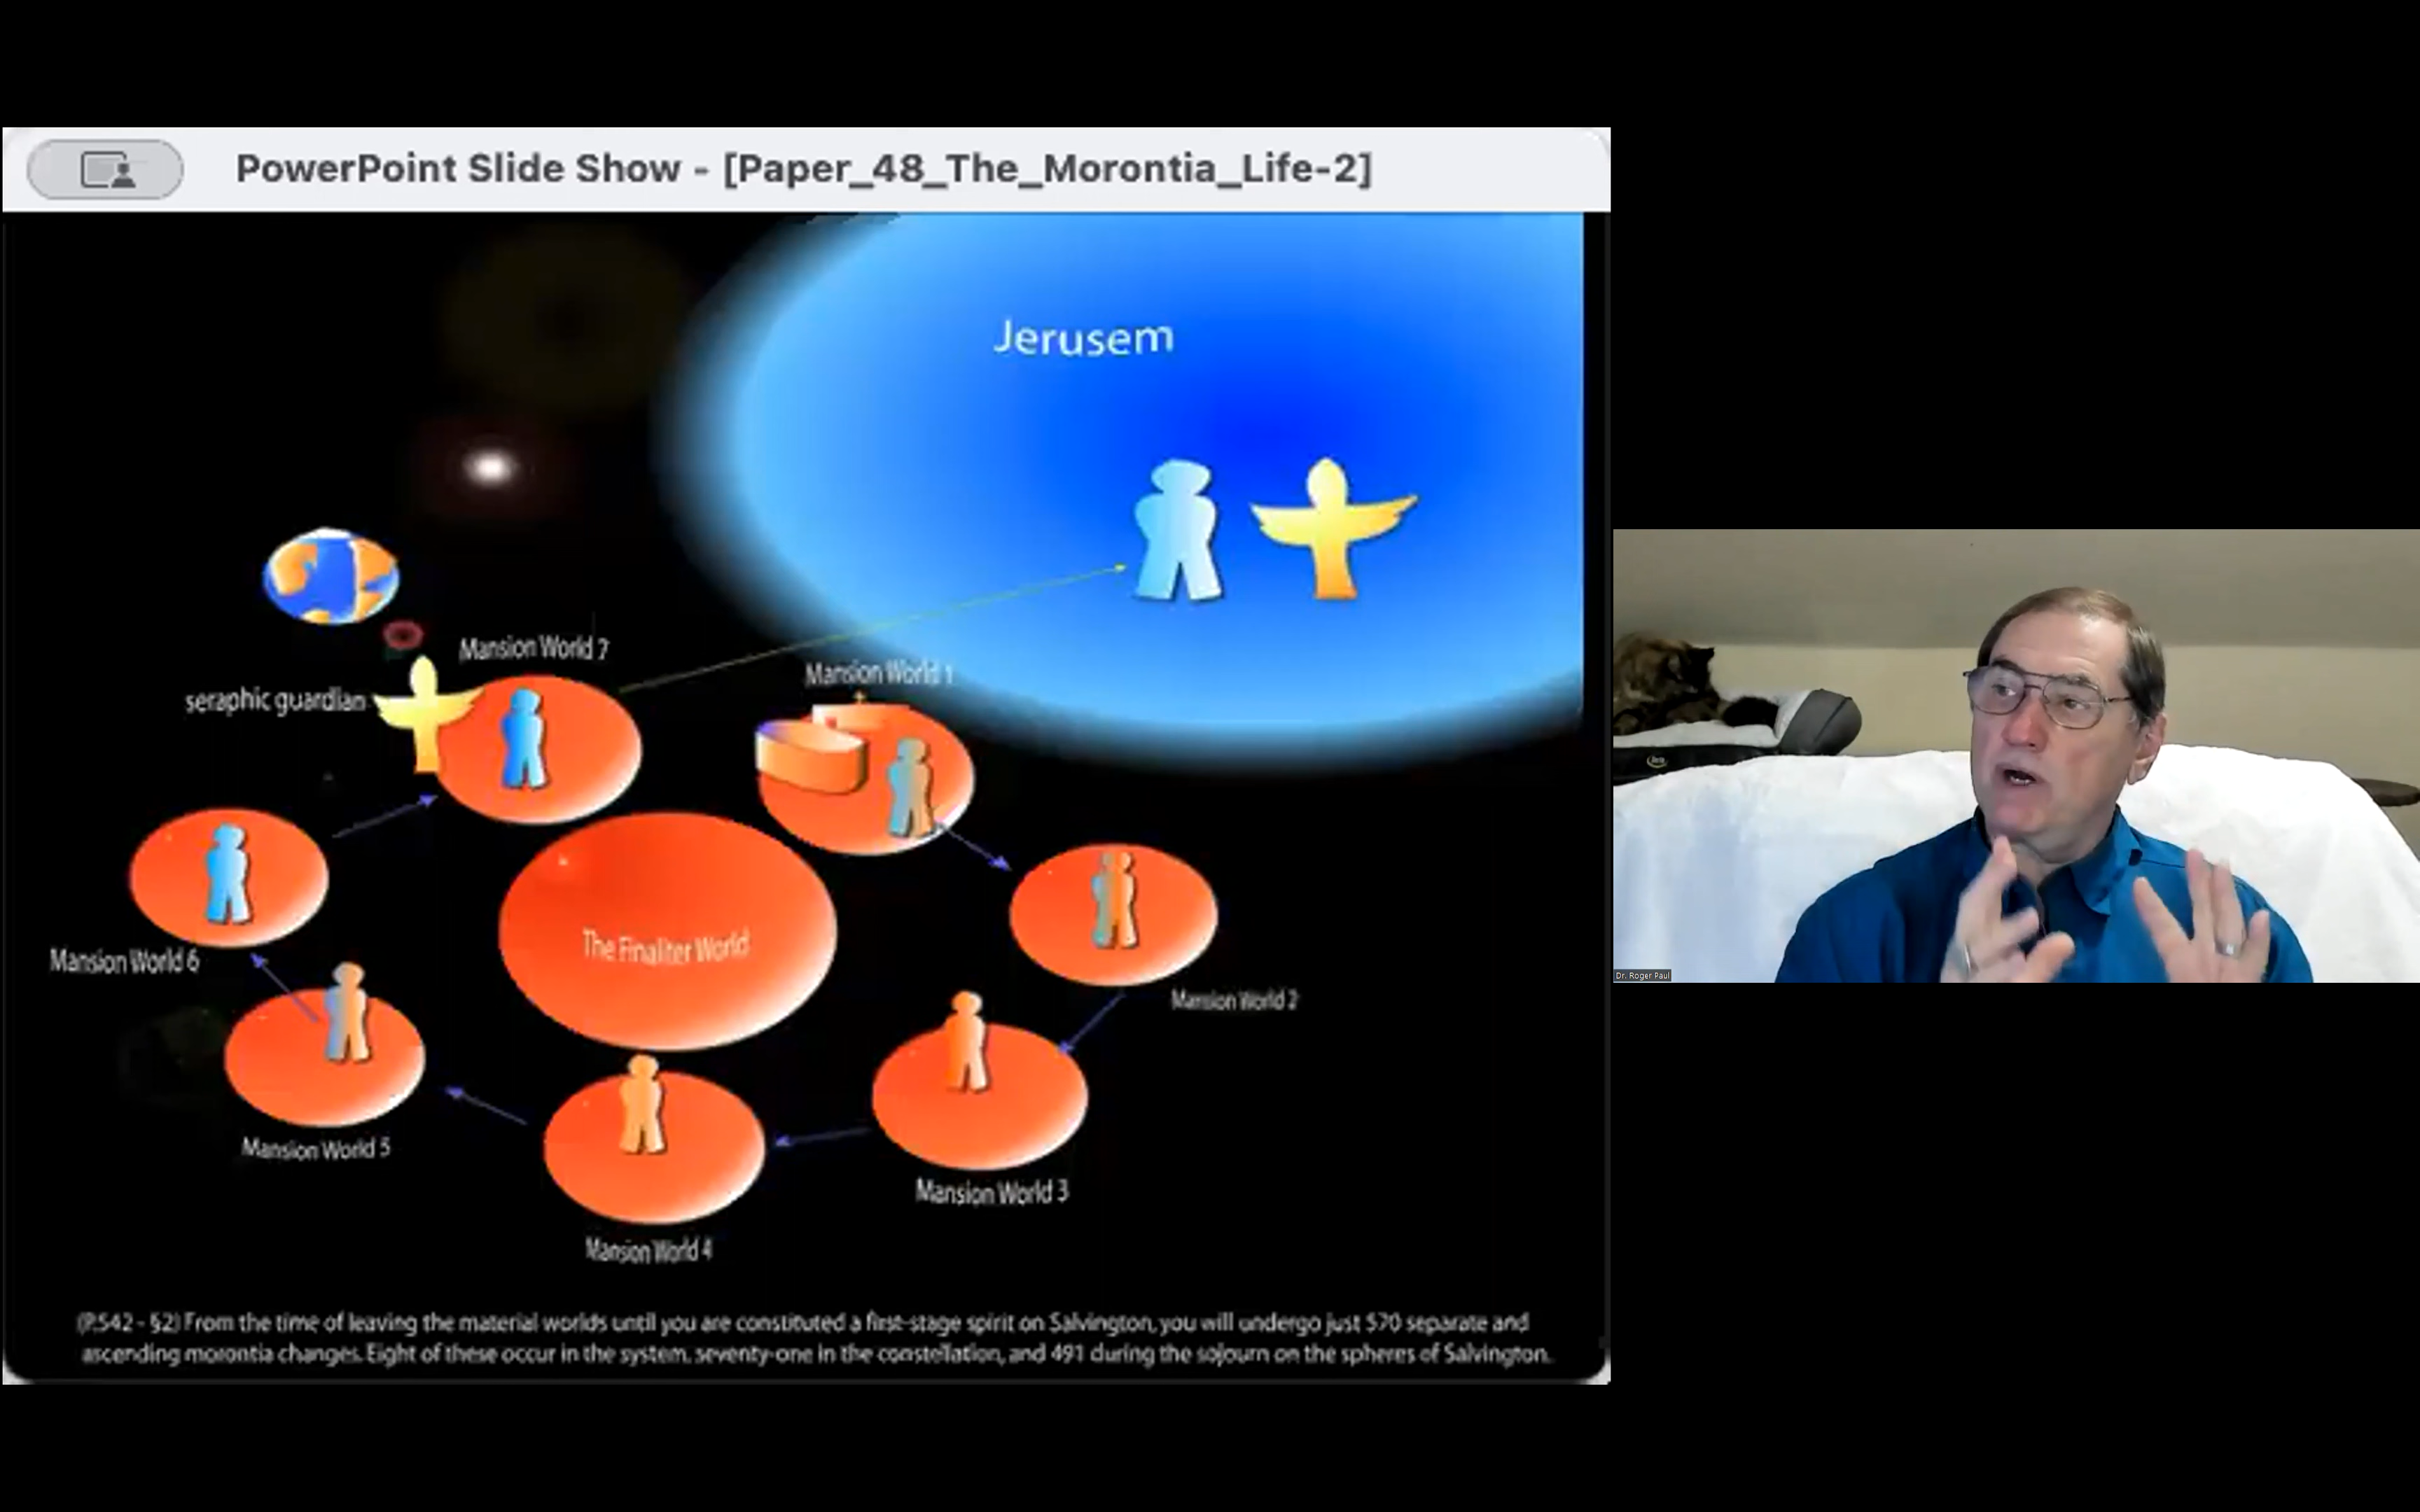 PowerPoint Slide Show - [Paper_48_The_Morontia_Life-2]
Jerusem
Mansion World 7
Mansion World 1
seraphic guardian
The Finaliter World
Mansion World 6
Mansion World 2
Mansion World 5
Mansion World 3
Mansion World 4
(P.542 - §2) From the time of leaving the material worlds until you are constituted a first-stage spirit on Salvington, you will undergo just 570 separate and
ascending morontia changes. Eight of these occur in the system, seventy-one in the constellation, and 491 during the sojourn on the spheres of Salvington.
Dr. Roger Paul